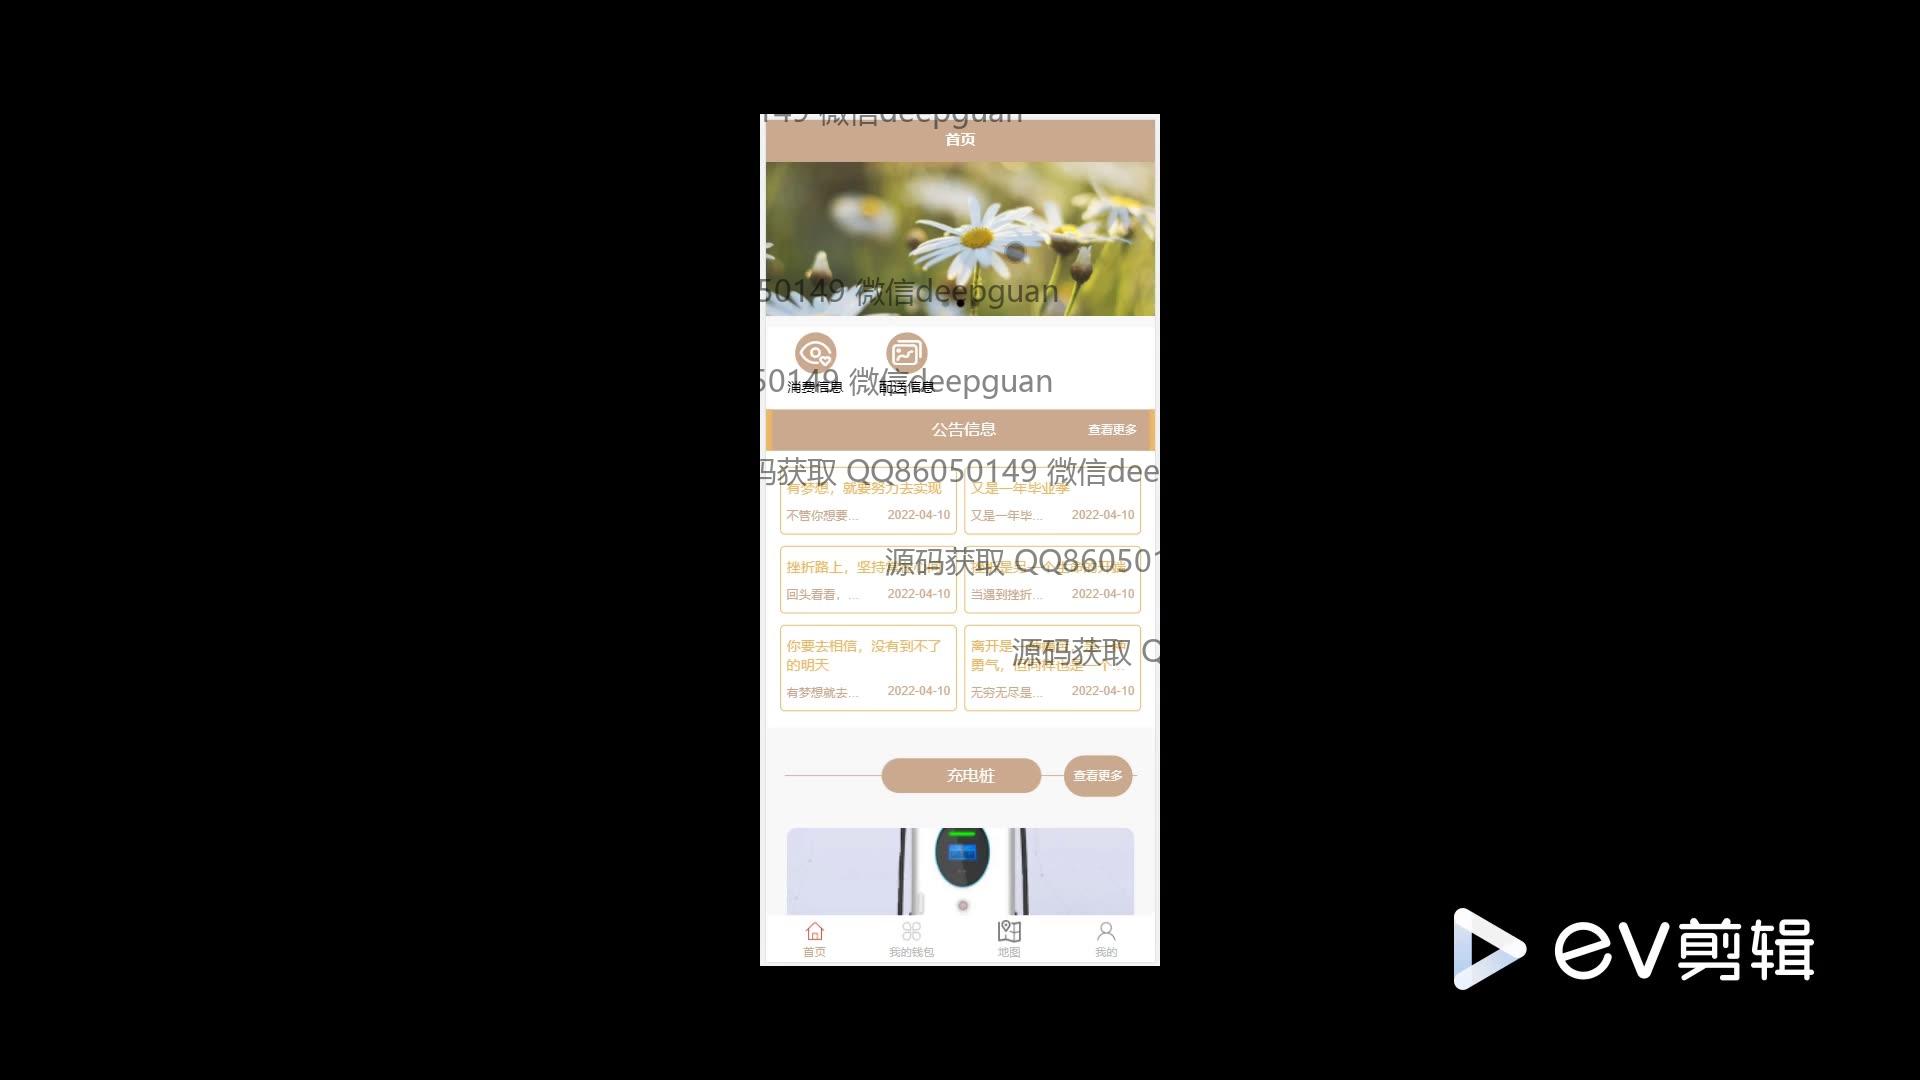 149 微信deepguan
首页
50149 微信deepguan
50149 微信deepguan
消费信息 配送信息
公告信息 查看更多
码获取 QQ86050149 微信dee
有梦想，就要努力去实现 又是一年毕业季
不管你想要... 2022-04-10 又是一年毕... 2022-04-10
源码获取 QQ860501
挫折路上，坚持
回头看看，... 2022-04-10 当遇到挫折... 2022-04-10
你要去相信，没有到不了
的明天
离开是
勇气，但同样也是一个...
源码获取 Q
有梦想就去... 2022-04-10 无穷无尽是... 2022-04-10
充电桩 查看更多
首页 我的钱包 地图 我的
EV剪辑